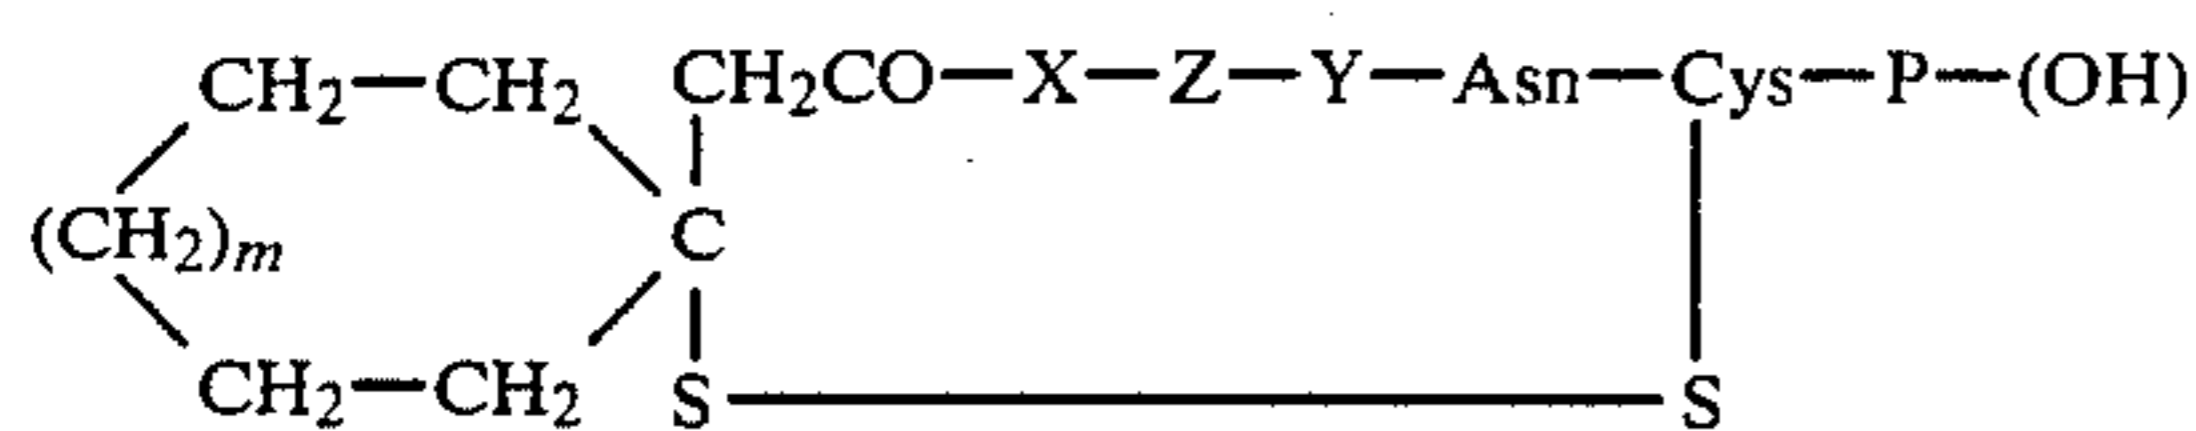 CH₂—CH₂ CH₂CO—X—Z—Y—Asn—Cys—P—(OH)
(CH₂)ₘ C
CH₂—CH₂ S S